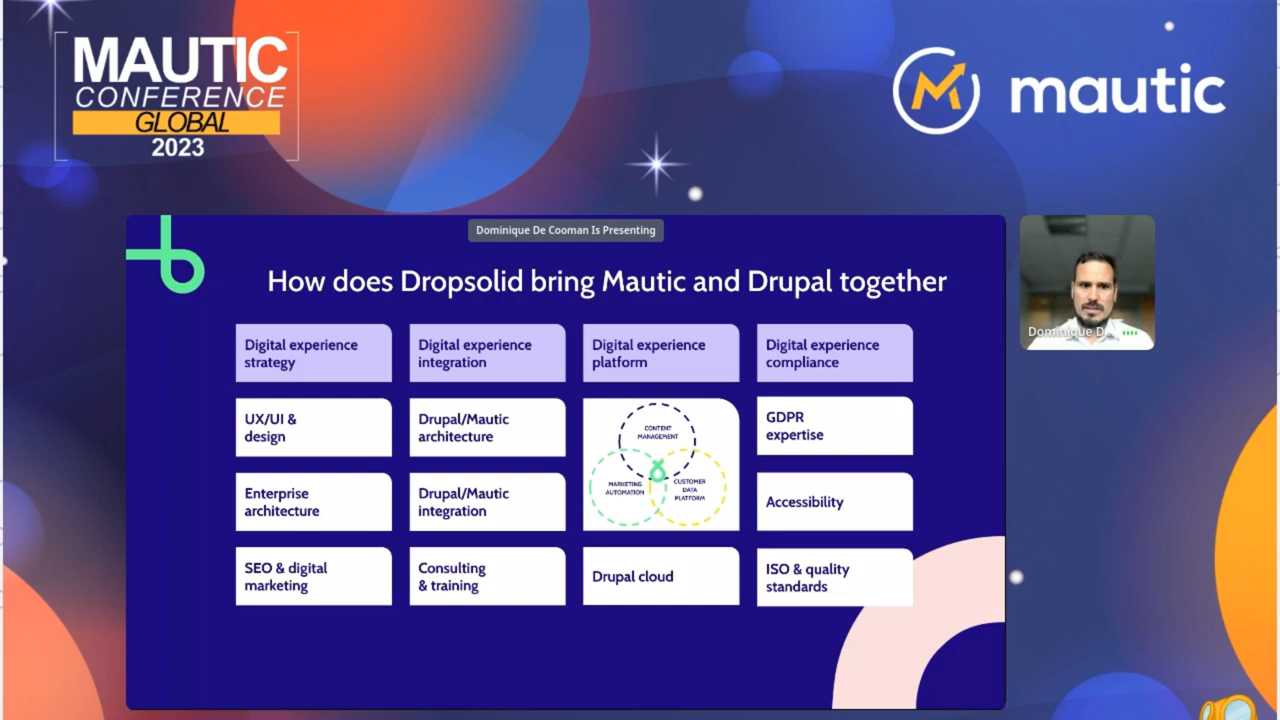 MAUTIC
CONFERENCE
GLOBAL
2023
mautic
Dominique De Cooman Is Presenting
How does Dropsolid bring Mautic and Drupal together
Digital experience
strategy
Digital experience
integration
Digital experience
platform
Digital experience
compliance
UX/UI &
design
Drupal/Mautic
architecture
CONTENT
MANAGEMENT
MARKETING
AUTOMATION
CUSTOMER
DATA
PLATFORM
GDPR
expertise
Enterprise
architecture
Drupal/Mautic
integration
Accessibility
SEO & digital
marketing
Consulting
& training
Drupal cloud
ISO & quality
standards
Dominique D...